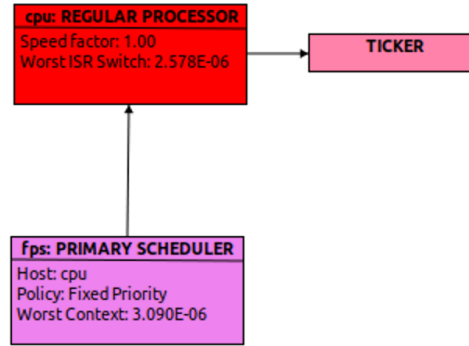 cpu: REGULAR PROCESSOR
Speed factor: 1.00
Worst ISR Switch: 2.578E-06
TICKER
fps: PRIMARY SCHEDULER
Host: cpu
Policy: Fixed Priority
Worst Context: 3.090E-06